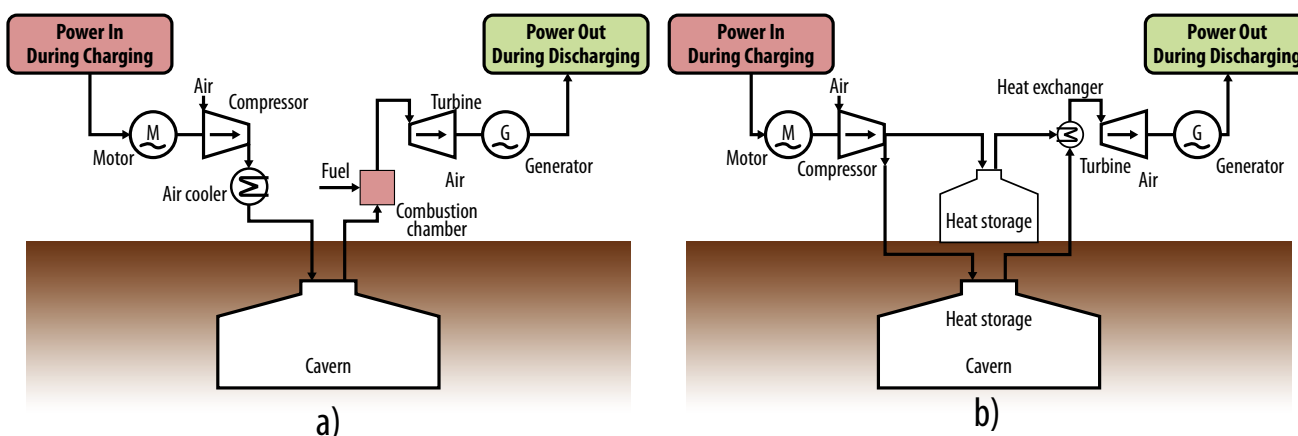 Power In
During Charging
Power Out
During Discharging
Air
Compressor
M
Motor
Air cooler
Turbine
G
Generator
Air
Fuel
Combustion
chamber
Cavern
a)
Power In
During Charging
Power Out
During Discharging
Air
Heat exchanger
M
Motor
Compressor
Turbine
Air
G
Generator
Heat storage
Heat storage
Cavern
b)